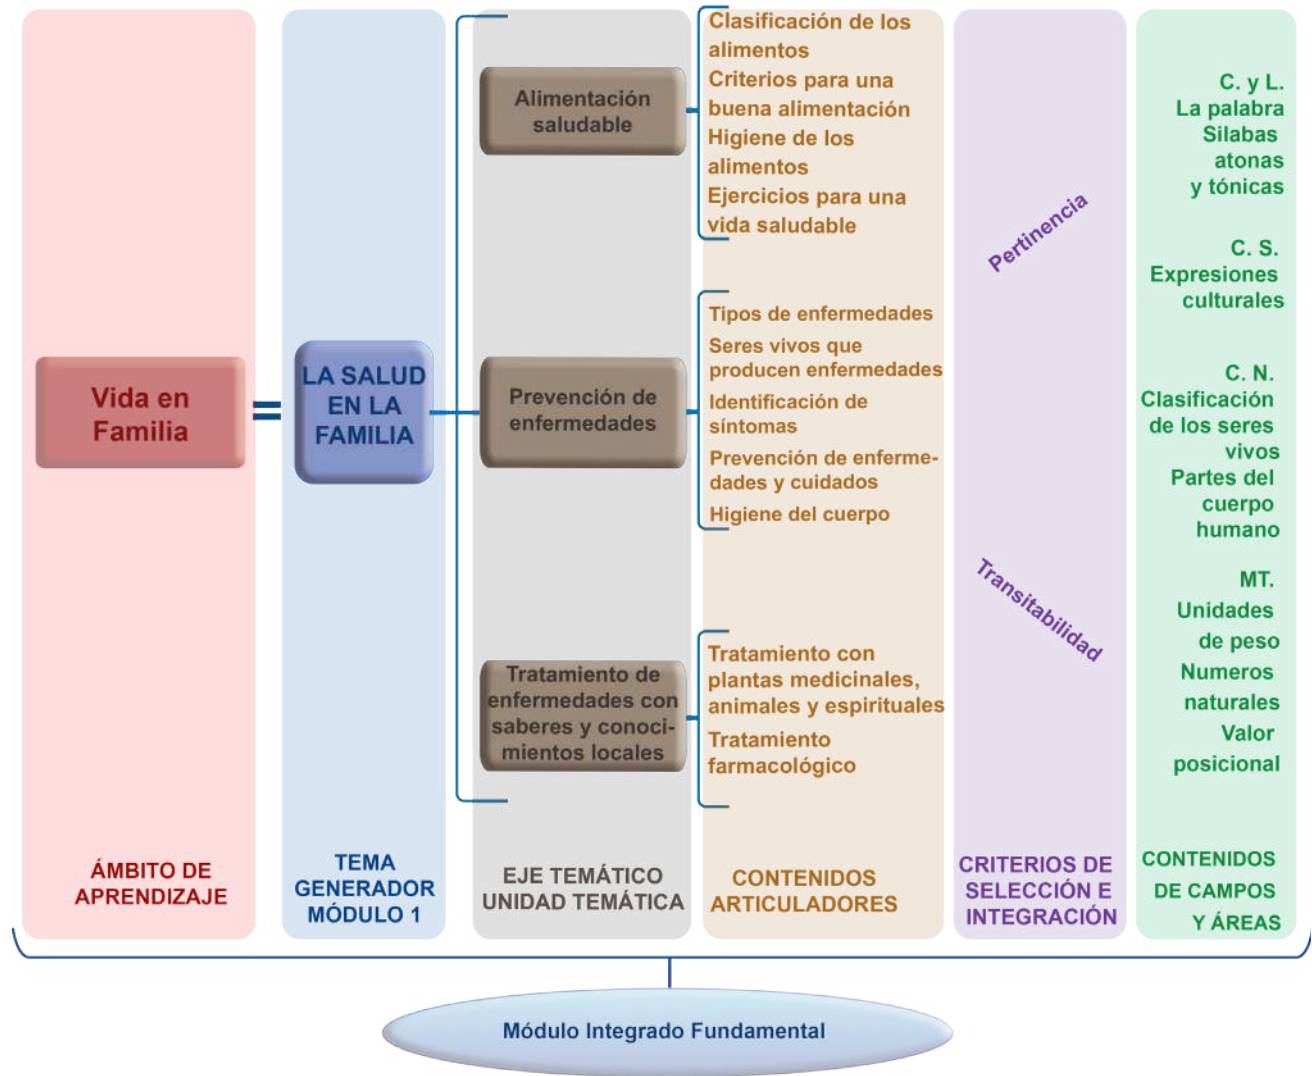 Vida en
Familia
ÁMBITO DE
APRENDIZAJE
LA SALUD
EN LA
FAMILIA
TEMA
GENERADOR
MÓDULO 1
Alimentación
saludable
Prevención de
enfermedades
Tratamiento de
enfermedades con
saberes y conoci-
mientos locales
EJE TEMÁTICO
UNIDAD TEMÁTICA
Clasificación de los
alimentos
Criterios para una
buena alimentación
Higiene de los
alimentos
Ejercicios para una
vida saludable
Tipos de enfermedades
Seres vivos que
producen enfermedades
Identificación de
síntomas
Prevención de enferme-
dades y cuidados
Higiene del cuerpo
Tratamiento con
plantas medicinales,
animales y espirituales
Tratamiento
farmacológico
CONTENIDOS
ARTICULADORES
Pertinencia
Transitabilidad
CRITERIOS DE
SELECCIÓN E
INTEGRACIÓN
C. y L.
La palabra
Silabas
atonas
y tónicas
C. S.
Expresiones
culturales
C. N.
Clasificación
de los seres
vivos
Partes del
cuerpo
humano
MT.
Unidades
de peso
Numeros
naturales
Valor
posicional
CONTENIDOS
DE CAMPOS
Y ÁREAS
Módulo Integrado Fundamental